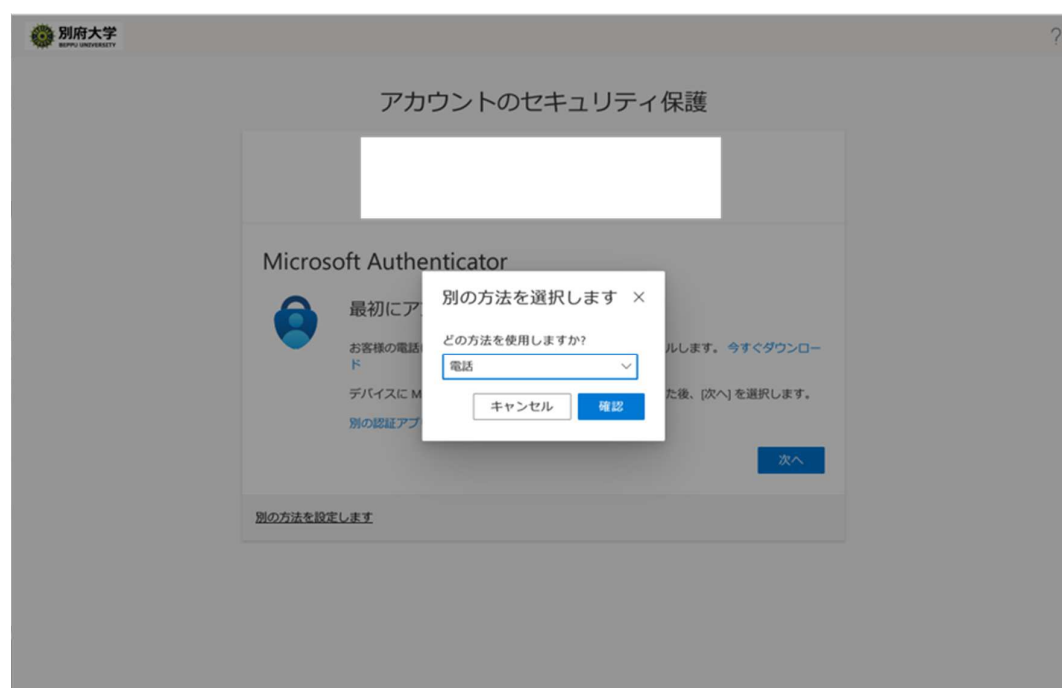 別府大学
BEPPU UNIVERSITY
?
アカウントのセキュリティ保護
Microsoft Authenticator
最初にア
お客様の電話
ルします。今すぐダウンロー
ド
デバイスに M
た後、[次へ] を選択します。
別の認証アプ
別の方法を選択します ×
どの方法を使用しますか?
電話
キャンセル 確認
次へ
別の方法を設定します